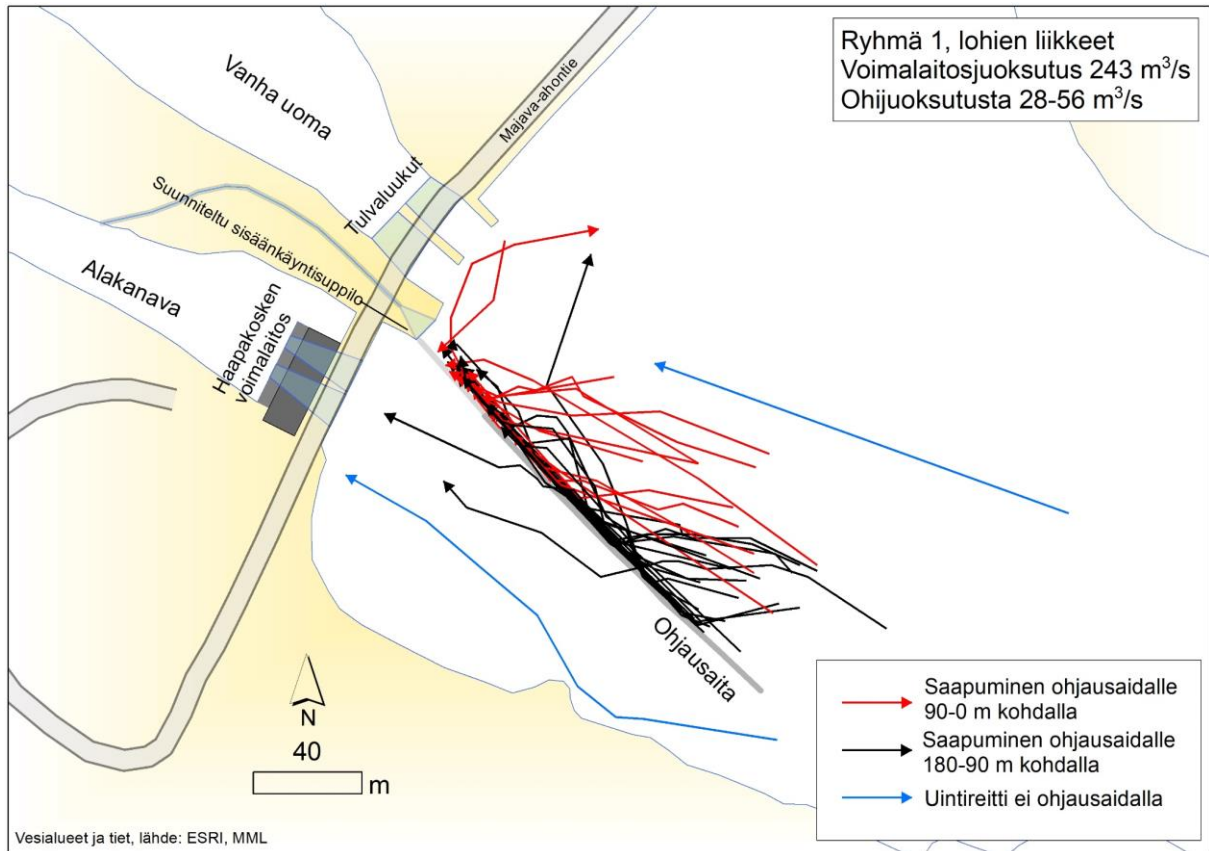 Ryhmä 1, lohien liikkeet
Voimalaitosjuoksutus 243 m³/s
Ohijuoksutusta 28-56 m³/s
Vanha uoma
Majava-ahontie
Tulvaluukut
Suunniteltu sisäänkäyntisuppilo
Alakanava
Haapakosken
voimalaitos
Ohjausaita
N
40
m
Saapuminen ohjausaidalle
90-0 m kohdalla
Saapuminen ohjausaidalle
180-90 m kohdalla
Uintireitti ei ohjausaidalla
Vesialueet ja tiet, lähde: ESRI, MML